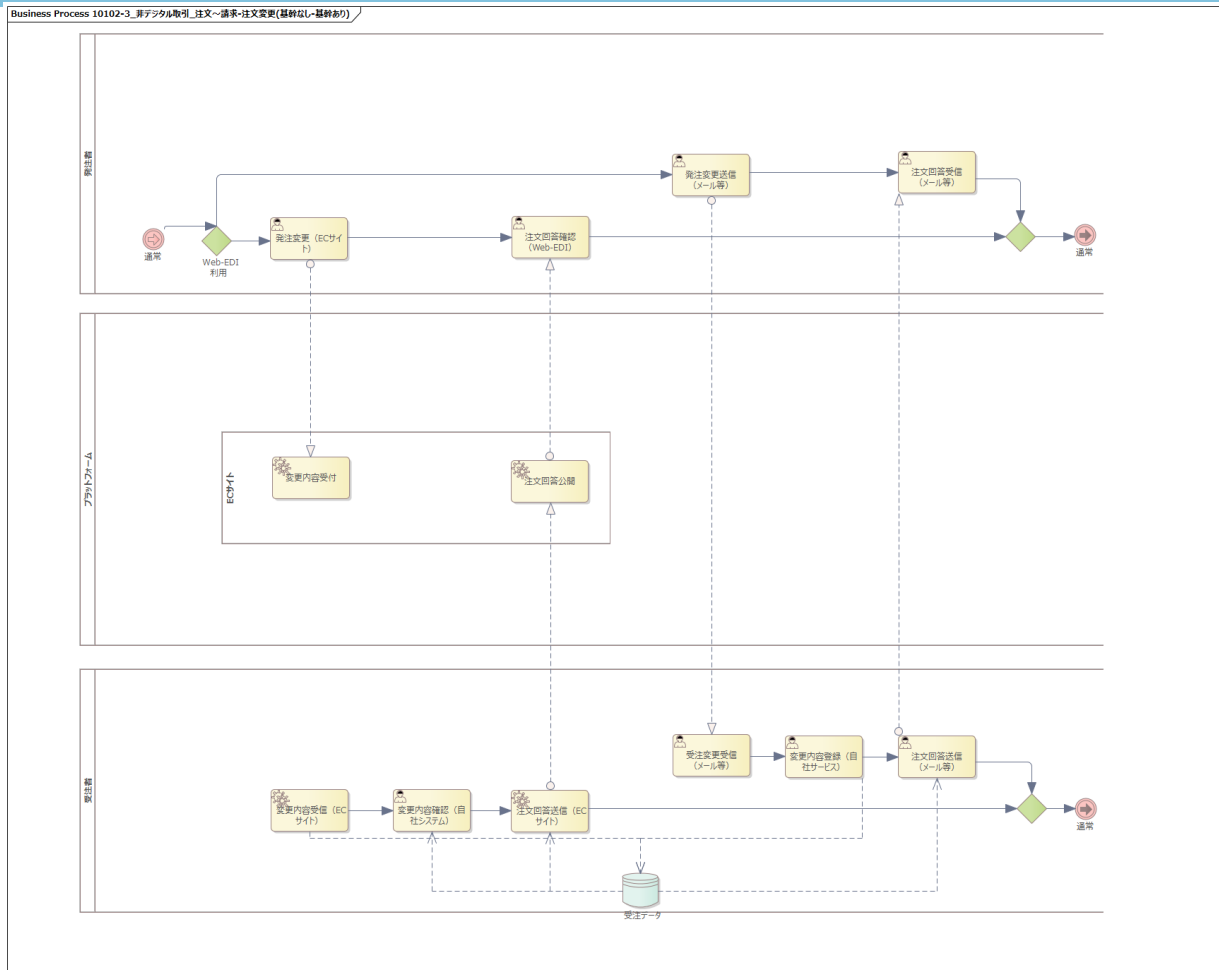 Business Process 10102-3_非デジタル取引_注文～請求-注文変更(基幹なし-基幹あり)
発注者
発注変更送信
（メール等）
注文回答受信
（メール等）
発注変更（ECサイ
ト）
注文回答確認
（Web-EDI）
通常
Web-EDI
利用
通常
プラットフォーム
ECサイト
変更内容受付
注文回答公開
受注者
受注変更受信
（メール等）
変更内容登録（自
社サービス）
注文回答送信
（メール等）
変更内容受信（EC
サイト）
変更内容確認（自
社システム）
注文回答送信（EC
サイト）
通常
受注データ